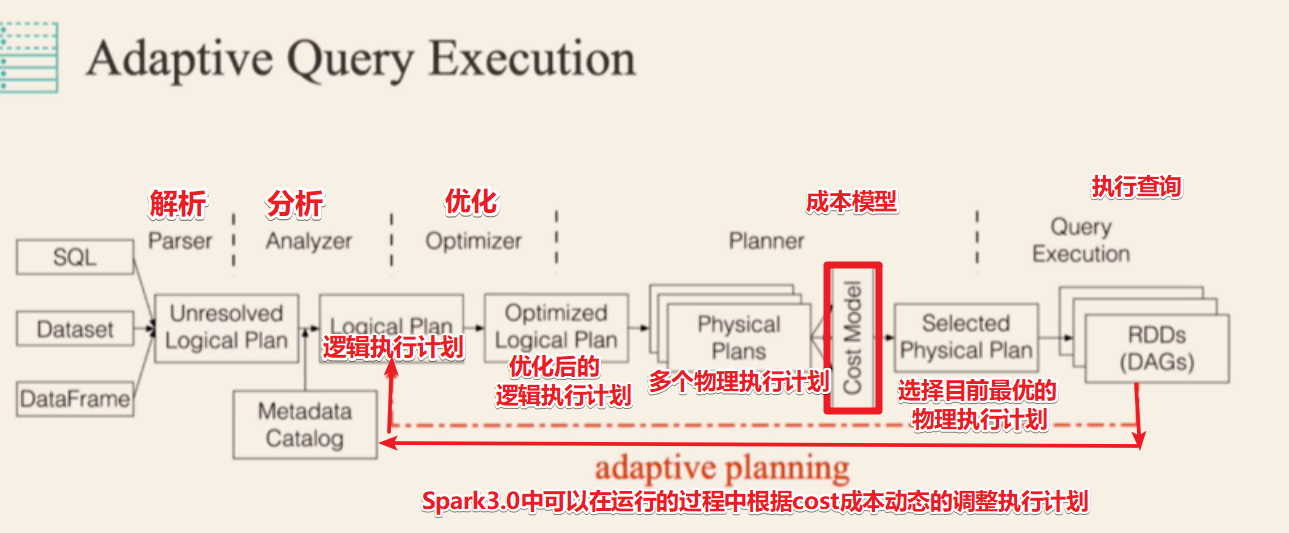 Adaptive Query Execution
解析
分析
优化
成本模型
执行查询
Parser
Analyzer
Optimizer
Planner
Query
Execution
SQL
Dataset
DataFrame
Unresolved
Logical Plan
Logical Plan
逻辑执行计划
Metadata
Catalog
Optimized
Logical Plan
优化后的
逻辑执行计划
Physical
Plans
多个物理执行计划
Cost Model
Selected
Physical Plan
选择目前最优的
物理执行计划
RDDs
(DAGs)
adaptive planning
Spark3.0中可以在运行的过程中根据cost成本动态的调整执行计划